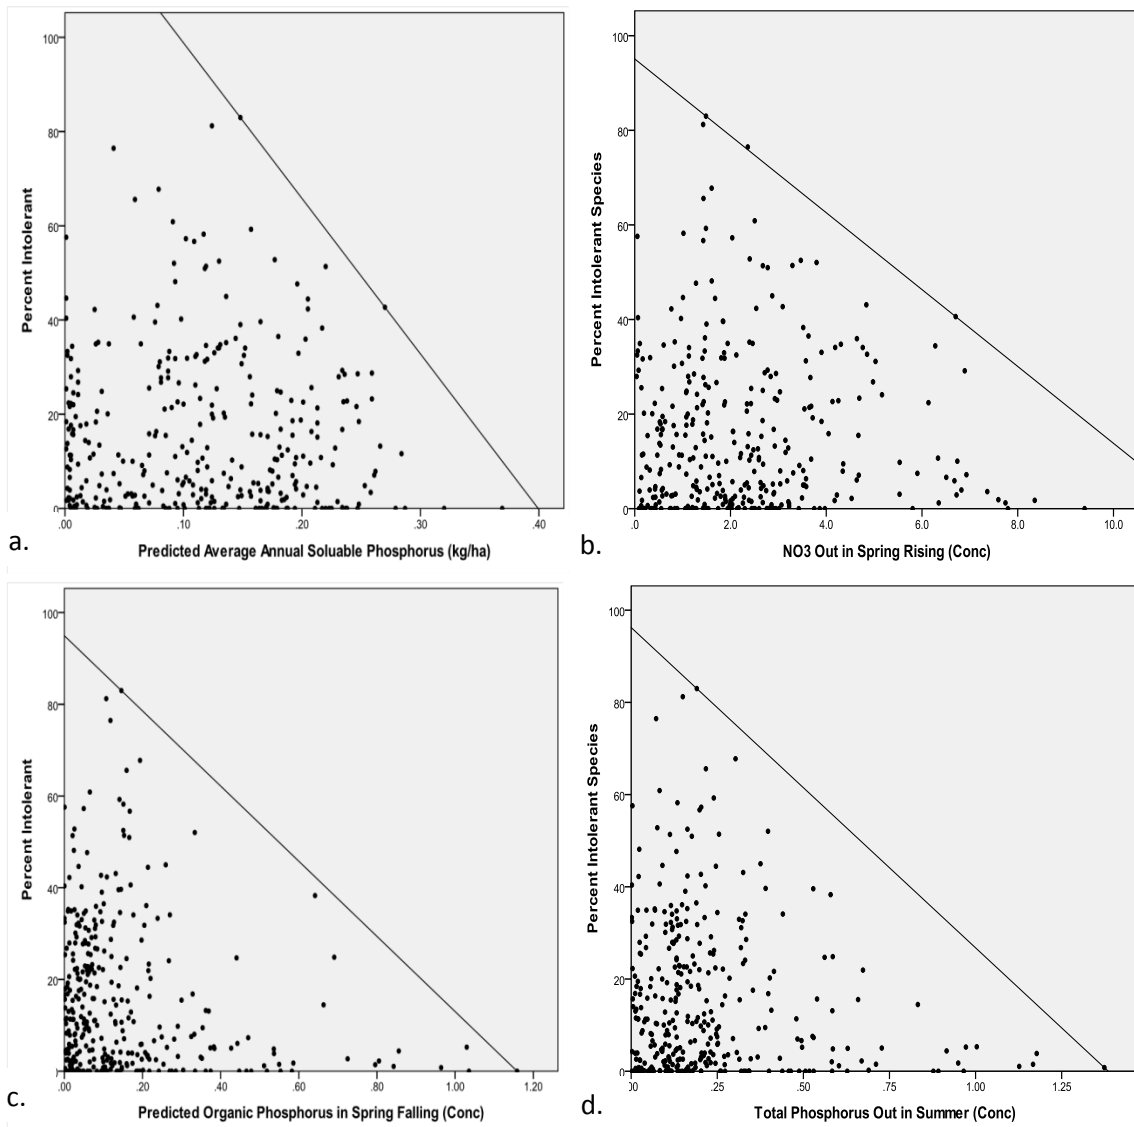 100
80
60
40
20
0
Percent Intolerant
.00 .10 .20 .30 .40
Predicted Average Annual Soluable Phosphorus (kg/ha)
a.
100
80
60
40
20
0
Percent Intolerant Species
.0 2.0 4.0 6.0 8.0 10.0
NO3 Out in Spring Rising (Conc)
b.
100
80
60
40
20
0
Percent Intolerant
.00 .20 .40 .60 .80 1.00 1.20
Predicted Organic Phosphorus in Spring Falling (Conc)
c.
100
80
60
40
20
0
Percent Intolerant Species
.00 .25 .50 .75 1.00 1.25
Total Phosphorus Out in Summer (Conc)
d.